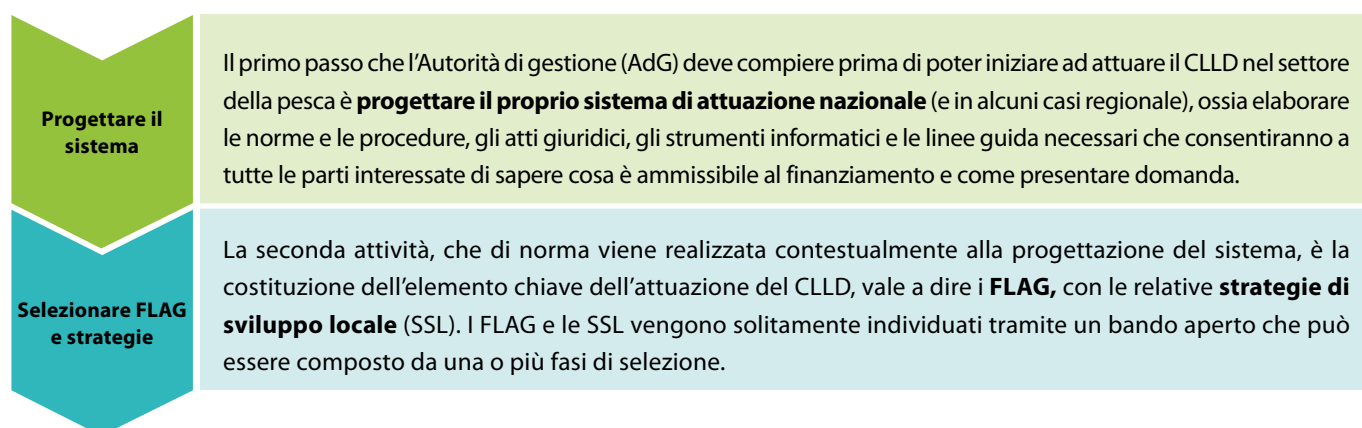 Progettare il
sistema
Il primo passo che l'Autorità di gestione (AdG) deve compiere prima di poter iniziare ad attuare il CLLD nel settore
della pesca è progettare il proprio sistema di attuazione nazionale (e in alcuni casi regionale), ossia elaborare
le norme e le procedure, gli atti giuridici, gli strumenti informatici e le linee guida necessari che consentiranno a
tutte le parti interessate di sapere cosa è ammissibile al finanziamento e come presentare domanda.
Selezionare FLAG
e strategie
La seconda attività, che di norma viene realizzata contestualmente alla progettazione del sistema, è la
costituzione dell'elemento chiave dell'attuazione del CLLD, vale a dire i FLAG, con le relative strategie di
sviluppo locale (SSL). I FLAG e le SSL vengono solitamente individuati tramite un bando aperto che può
essere composto da una o più fasi di selezione.